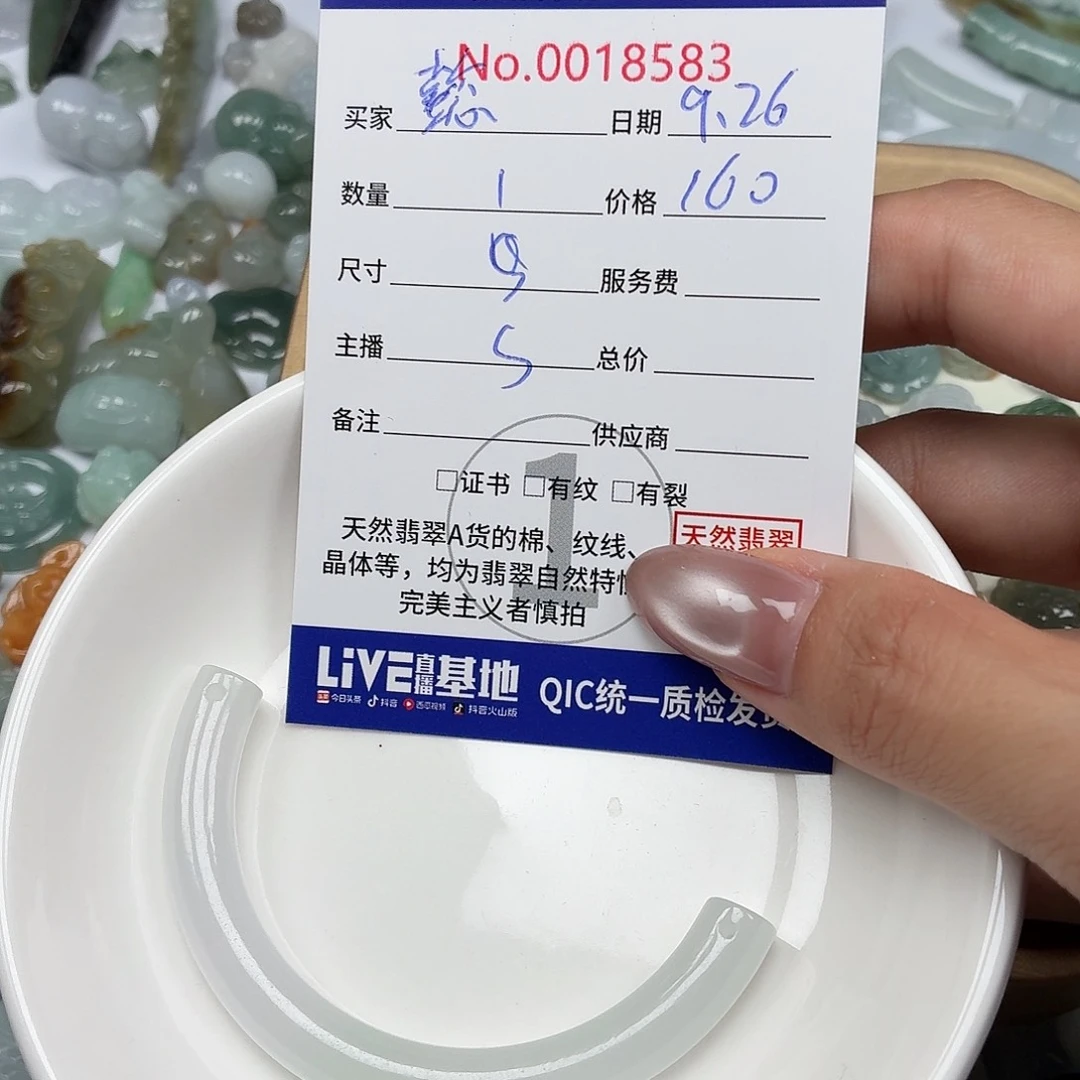 No.0018583
买家 日期 9.26
数量 1 价格 160
尺寸 服务费
主播 总价
备注 供应商
□证书 □有纹 □有裂
1
天然翡翠A货的棉、纹线、 天然翡翠
晶体等，均为翡翠自然特性
完美主义者慎拍
LiVE直播基地 QIC统一质检发货
今日头条 抖音 西瓜视频 抖音火山版